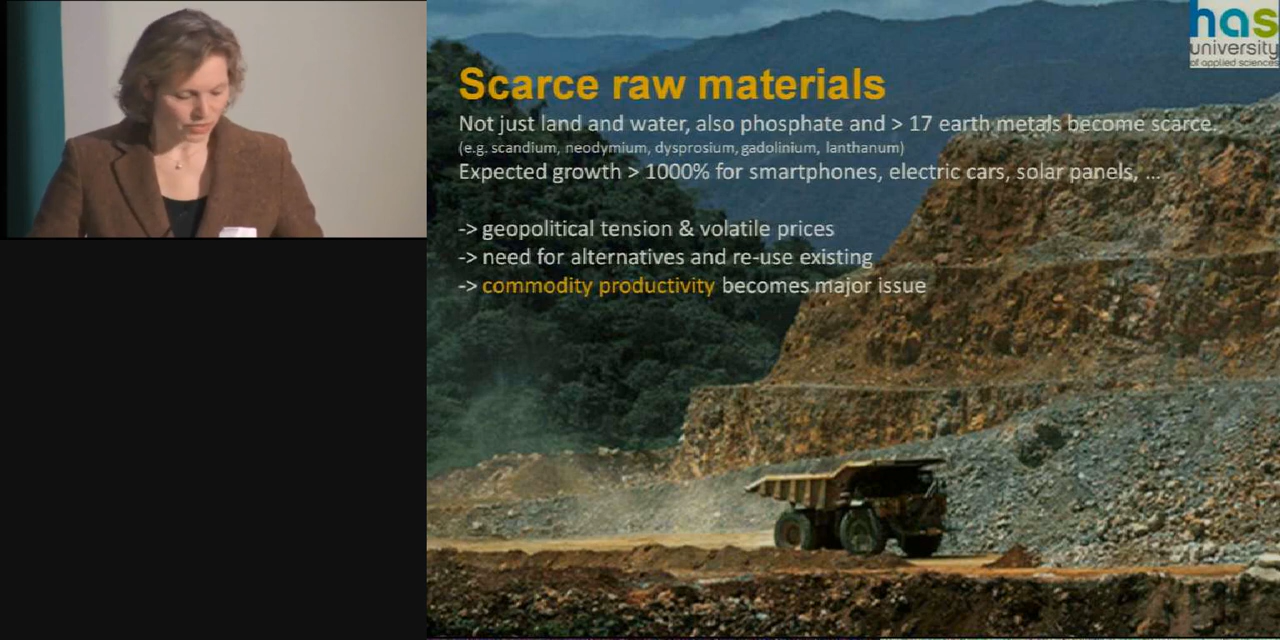 has
university
of applied sciences
Scarce raw materials
Not just land and water, also phosphate and > 17 earth metals become scarce.
(e.g. scandium, neodymium, dysprosium, gadolinium, lanthanum)
Expected growth > 1000% for smartphones, electric cars, solar panels, ...
-> geopolitical tension & volatile prices
-> need for alternatives and re-use existing
-> commodity productivity becomes major issue